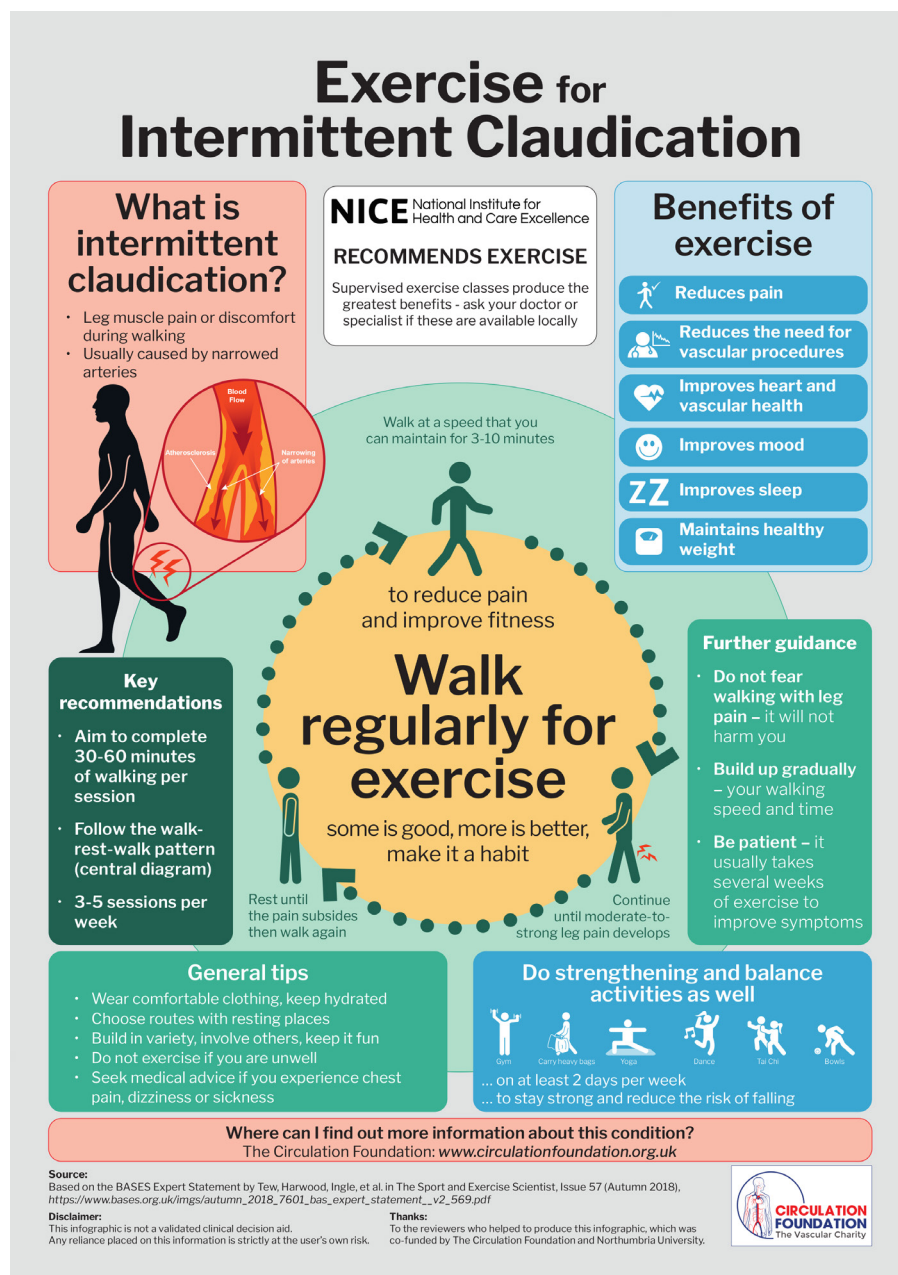 Exercise for
Intermittent Claudication
What is
intermittent
claudication?
• Leg muscle pain or discomfort
during walking
• Usually caused by narrowed
arteries
Blood
Flow
Atherosclerosis
Narrowing
of arteries
NICE National Institute for
Health and Care Excellence
RECOMMENDS EXERCISE
Supervised exercise classes produce the
greatest benefits - ask your doctor or
specialist if these are available locally
Benefits of
exercise
Reduces pain
Reduces the need for
vascular procedures
Improves heart and
vascular health
Improves mood
ZZ Improves sleep
Maintains healthy
weight
Walk at a speed that you
can maintain for 3-10 minutes
to reduce pain
and improve fitness
Walk
regularly for
exercise
some is good, more is better,
make it a habit
Continue
until moderate-to-
strong leg pain develops
Rest until
the pain subsides
then walk again
Key
recommendations
• Aim to complete
30-60 minutes
of walking per
session
• Follow the walk-
rest-walk pattern
(central diagram)
• 3-5 sessions per
week
Further guidance
• Do not fear
walking with leg
pain – it will not
harm you
• Build up gradually
– your walking
speed and time
• Be patient – it
usually takes
several weeks
of exercise to
improve symptoms
General tips
• Wear comfortable clothing, keep hydrated
• Choose routes with resting places
• Build in variety, involve others, keep it fun
• Do not exercise if you are unwell
• Seek medical advice if you experience chest
pain, dizziness or sickness
Do strengthening and balance
activities as well
Gym Carry heavy bags Yoga Dance Tai Chi Bowls
... on at least 2 days per week
... to stay strong and reduce the risk of falling
Where can I find out more information about this condition?
The Circulation Foundation: www.circulationfoundation.org.uk
Source:
Based on the BASES Expert Statement by Tew, Harwood, Ingle, et al. in The Sport and Exercise Scientist, Issue 57 (Autumn 2018),
https://www.bases.org.uk/imgs/autumn_2018_7601_bas_expert_statement__v2_569.pdf
Disclaimer:
This infographic is not a validated clinical decision aid.
Any reliance placed on this information is strictly at the user's own risk.
Thanks:
To the reviewers who helped to produce this infographic, which was
co-funded by The Circulation Foundation and Northumbria University.
CIRCULATION
FOUNDATION
The Vascular Charity